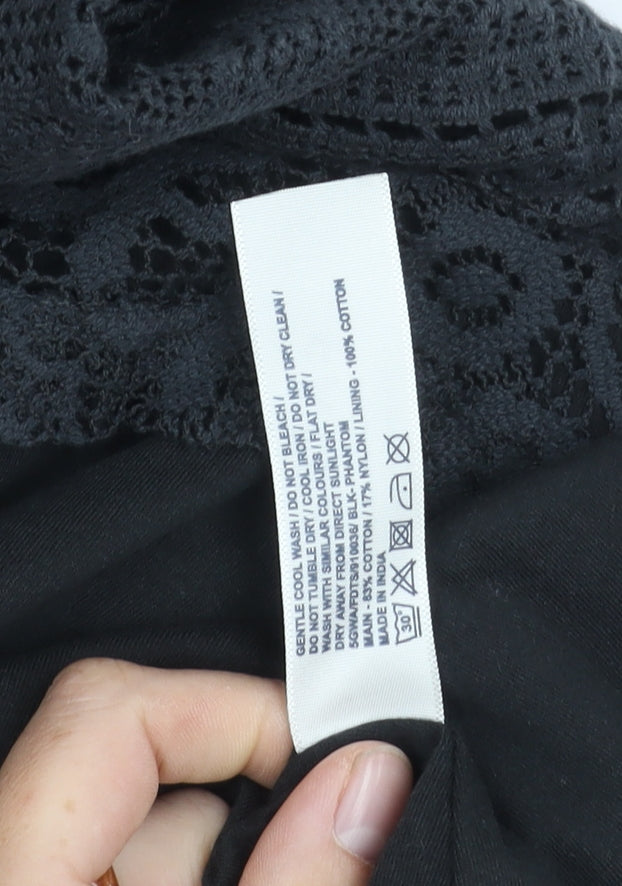 GENTLE COOL WASH / DO NOT BLEACH /
DO NOT TUMBLE DRY / COOL IRON / DO NOT DRY CLEAN /
WASH WITH SIMILAR COLOURS / FLAT DRY /
DRY AWAY FROM DIRECT SUNLIGHT
5GWA/FDTS/910036/ BLK- PHANTOM
MAIN - 83% COTTON / 17% NYLON / LINING - 100% COTTON
MADE IN INDIA
30°